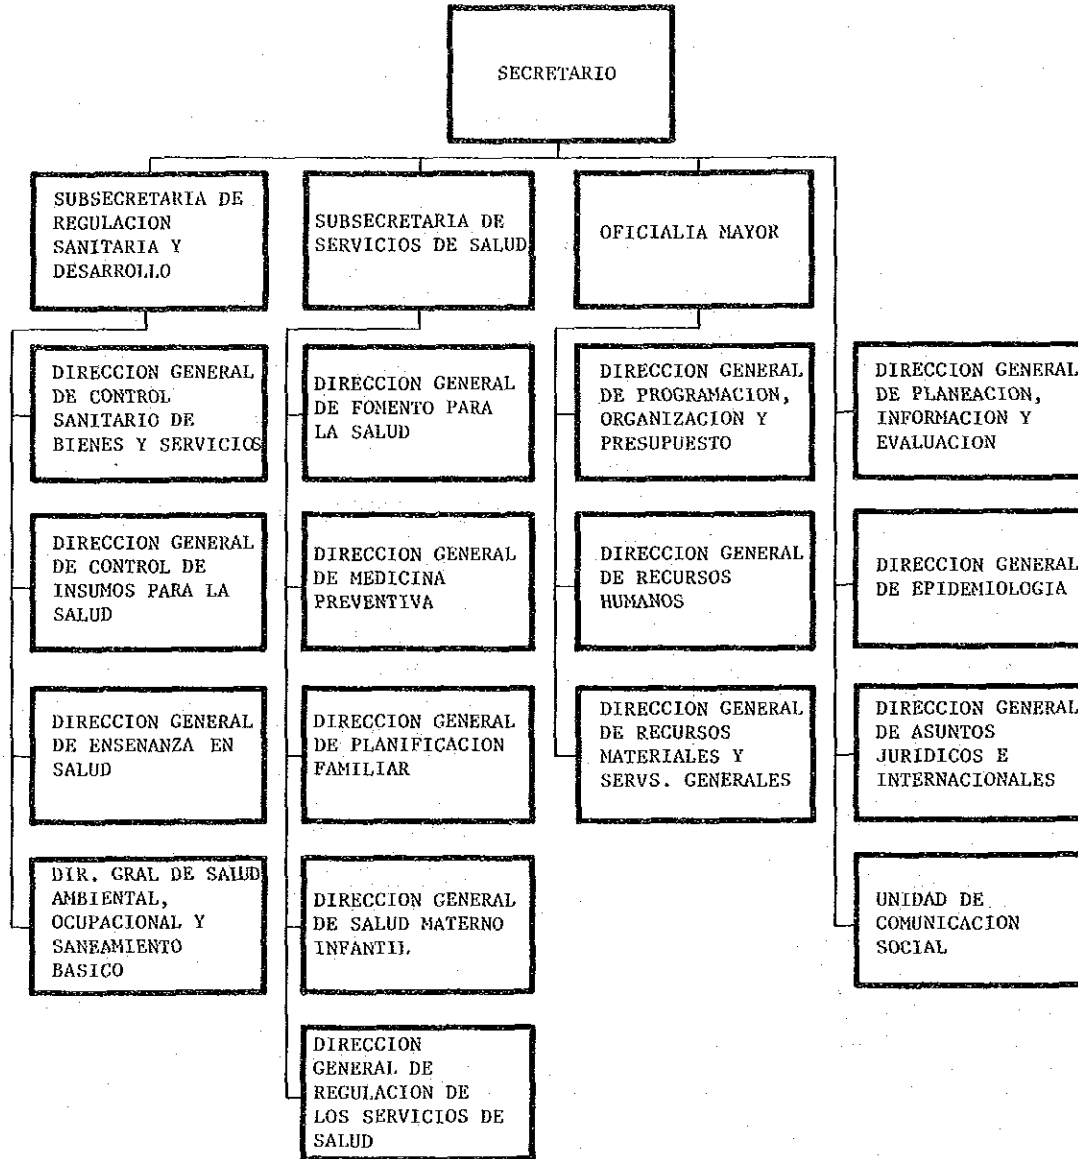 SECRETARIO
SUBSECRETARIA DE
REGULACION
SANITARIA Y
DESARROLLO
SUBSECRETARIA DE
SERVICIOS DE SALUD
OFICIALIA MAYOR
DIRECCION GENERAL
DE CONTROL
SANITARIO DE
BIENES Y SERVICIOS
DIRECCION GENERAL
DE FOMENTO PARA
LA SALUD
DIRECCION GENERAL
DE PROGRAMACION,
ORGANIZACION Y
PRESUPUESTO
DIRECCION GENERAL
DE PLANEACION,
INFORMACION Y
EVALUACION
DIRECCION GENERAL
DE CONTROL DE
INSUMOS PARA LA
SALUD
DIRECCION GENERAL
DE MEDICINA
PREVENTIVA
DIRECCION GENERAL
DE RECURSOS
HUMANOS
DIRECCION GENERAL
DE EPIDEMIOLOGIA
DIRECCION GENERAL
DE ENSENANZA EN
SALUD
DIRECCION GENERAL
DE PLANIFICACION
FAMILIAR
DIRECCION GENERAL
DE RECURSOS
MATERIALES Y
SERVS. GENERALES
DIRECCION GENERAL
DE ASUNTOS
JURIDICOS E
INTERNACIONALES
DIR. GRAL DE SALUD
AMBIENTAL,
OCUPACIONAL Y
SANEAMIENTO
BASICO
DIRECCION GENERAL
DE SALUD MATERNO
INFANTIL
UNIDAD DE
COMUNICACION
SOCIAL
DIRECCION
GENERAL DE
REGULACION DE
LOS SERVICIOS DE
SALUD